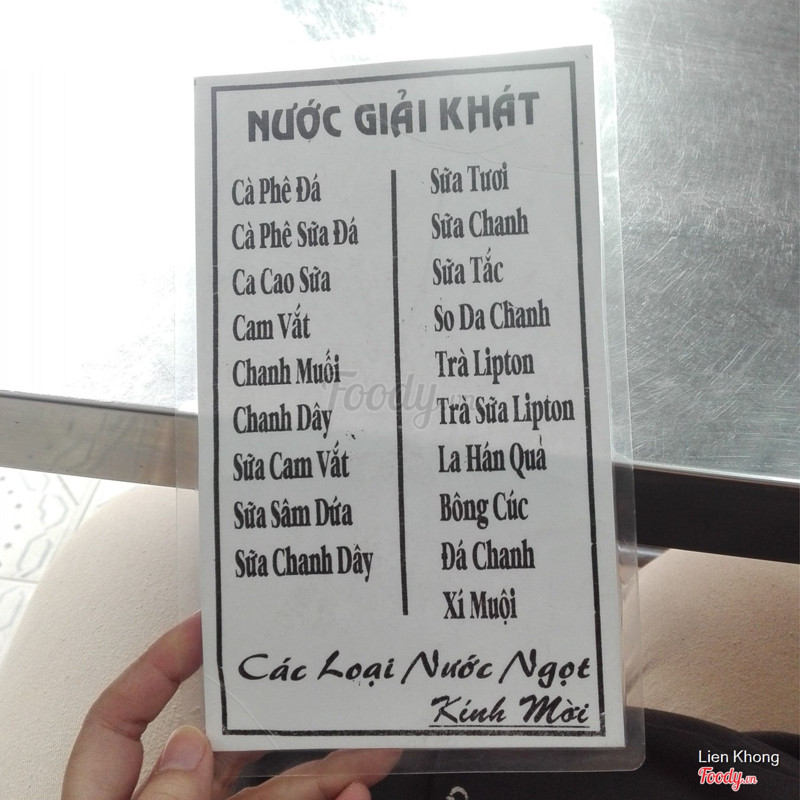 NƯỚC GIẢI KHÁT
Cà Phê Đá
Cà Phê Sữa Đá
Ca Cao Sữa
Cam Vắt
Chanh Muối
Chanh Dây
Sữa Cam Vắt
Sữa Sâm Dứa
Sữa Chanh Dây
Sữa Tươi
Sữa Chanh
Sữa Tắc
So Da Chanh
Trà Lipton
Trà Sữa Lipton
La Hán Quả
Bông Cúc
Đá Chanh
Xí Muội
Các Loại Nước Ngọt
Kính Mời
Foody.vn
Lien Khong
Foody.vn